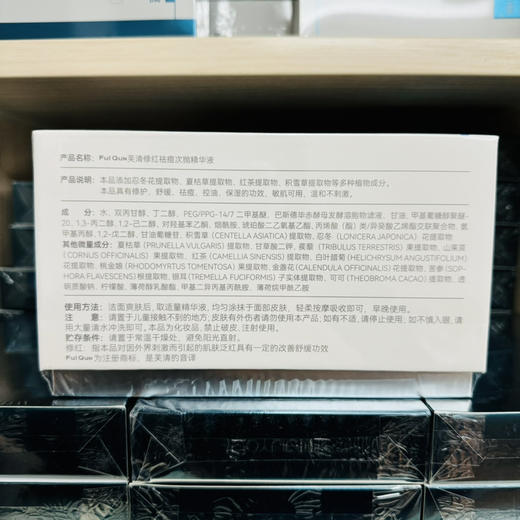 产品名称：Ful Qun芙清修红祛痘次抛精华液
产品说明：本品添加忍冬花提取物，夏枯草提取物，红茶提取物，积雪草提取物等多种植物成分。
本品具有修护，舒缓，祛痘，控油，保湿的功效，敏肌可用，温和不刺激。
成　分：水、双丙甘醇、丁二醇、PEG/PPG-14/7 二甲基醚、巴斯德毕赤酵母发酵溶胞物滤液、甘油、甲基葡糖醇聚醚-
20、1,3-丙二醇、1,2-己二醇、对羟基苯乙酮、烟酰胺、琥珀酸二乙氧基乙酯、丙烯酸（酯）类/异癸酸乙烯酯交联聚合物、氨
甲基丙醇、1,2-戊二醇、甘油葡糖苷、积雪草 (CENTELLA ASIATICA) 提取物、忍冬（LONICERA JAPONICA）花提取物
其他微量成分：夏枯草 (PRUNELLA VULGARIS) 提取物、甘草酸二钾、蒺藜 (TRIBULUS TERRESTRIS) 果提取物、山茱萸
(CORNUS OFFICINALIS) 果提取物、红茶 (CAMELLIA SINENSIS) 提取物、白叶蜡菊 (HELICHRYSUM ANGUSTIFOLIUM)
花提取物、桃金娘 (RHODOMYRTUS TOMENTOSA) 果提取物、金盏花 (CALENDULA OFFICINALIS) 花提取物、苦参 (SOP-
HORA FLAVESCENS) 根提取物、银耳 (TREMELLA FUCIFORMIS) 子实体提取物、可可 (THEOBROMA CACAO) 提取物、透
明质酸钠、柠檬酸、薄荷醇乳酸酯、甲基二异丙基丙酰胺、薄荷烷甲酰乙胺
使用方法：洁面爽肤后，取适量精华液，均匀涂抹于面部皮肤，轻柔按摩吸收即可，早晚使用。
注　意：请置于儿童接触不到的地方；皮肤有外伤者请勿使用本产品；如有不适，请停止使用，如不慎入眼，请
用大量清水冲洗即可。本品为化妆品，禁止破皮、注射使用。
贮存条件：请置于常温干燥处，避免阳光直射。
修红：指本品对因外界刺激而引起的肌肤泛红具有一定的改善舒缓功效
Ful Qun为注册商标，是芙清的音译